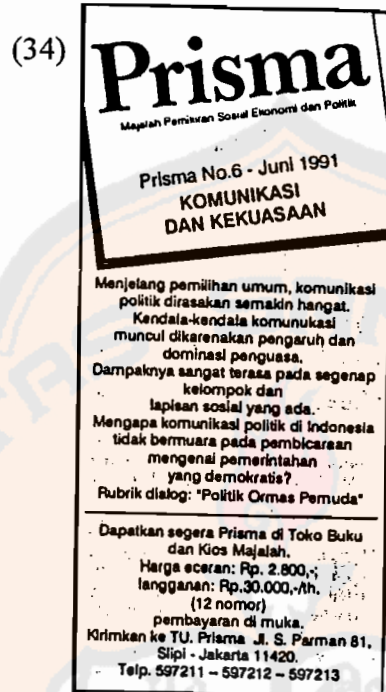 (34)
Prisma
Majalah Pemikiran Sosial Ekonomi dan Politik
Prisma No.6 - Juni 1991
KOMUNIKASI
DAN KEKUASAAN
Menjelang pemilihan umum, komunikasi
politik dirasakan semakin hangat.
Kendala-kendala komunukasi
muncul dikarenakan pengaruh dan
dominasi penguasa.
Dampaknya sangat terasa pada segenap
kelompok dan
lapisan sosial yang ada.
Mengapa komunikasi politik di Indonesia
tidak bermuara pada pembicaraan
mengenai pemerintahan
yang demokratis?
Rubrik dialog: "Politik Ormas Pemuda"
Dapatkan segera Prisma di Toko Buku
dan Kios Majalah.
Harga eceran: Rp. 2.800,-;
langganan: Rp.30.000,-/th.
(12 nomor)
pembayaran di muka.
Kirimkan ke TU. Prisma Jl. S. Parman 81,
Slipi - Jakarta 11420.
Telp. 597211 – 597212 – 597213